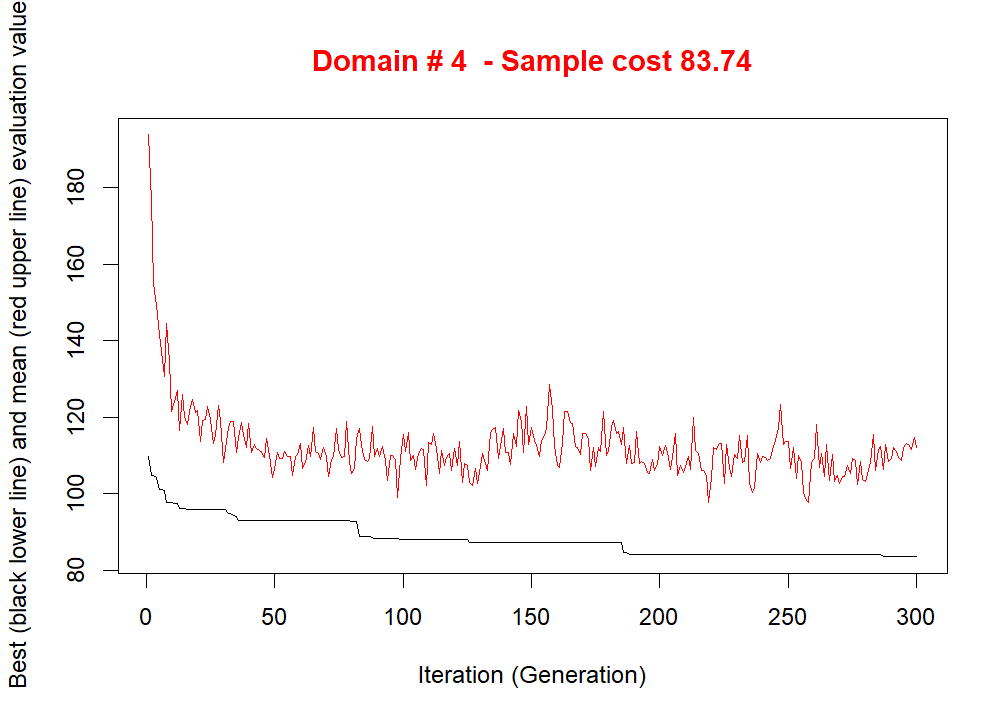 Domain # 4  - Sample cost 83.74
Best (black lower line) and mean (red upper line) evaluation value
180
160
140
120
100
80
0 50 100 150 200 250 300
Iteration (Generation)